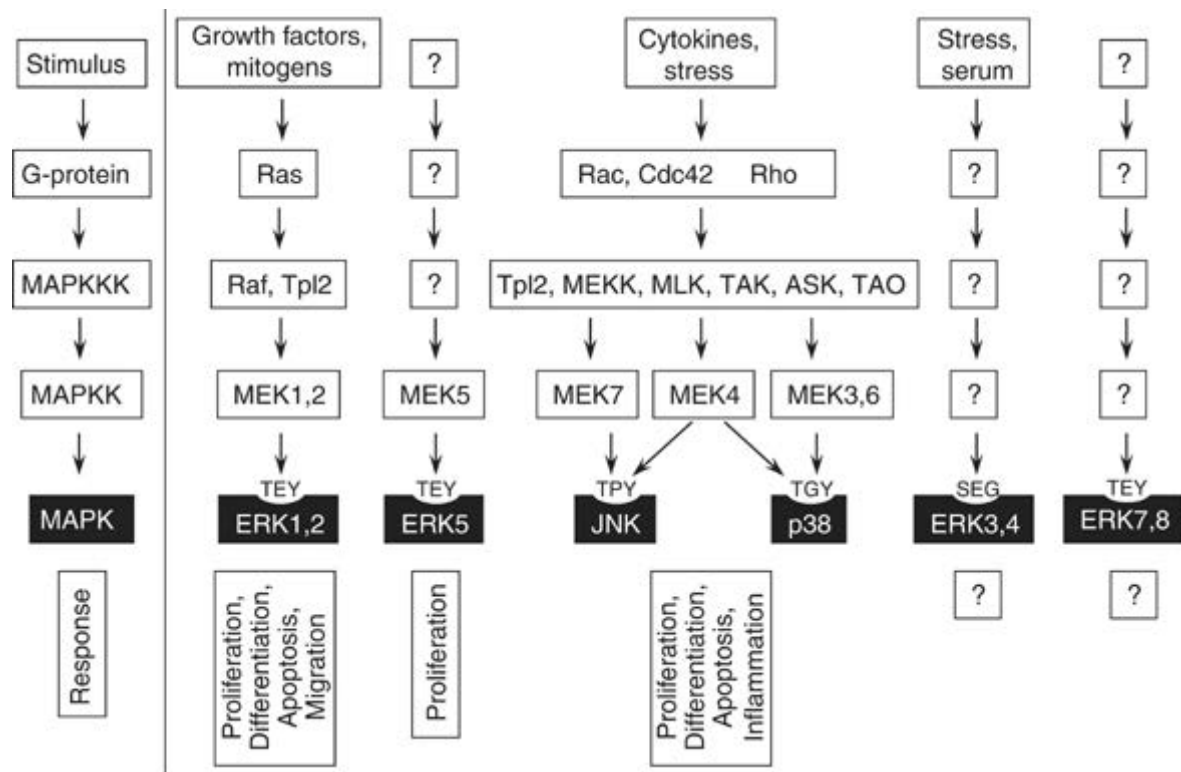 Stimulus
Growth factors,
mitogens
?
Cytokines,
stress
Stress,
serum
?
G-protein
Ras
?
Rac, Cdc42 Rho
?
?
MAPKKK
Raf, Tpl2
?
Tpl2, MEKK, MLK, TAK, ASK, TAO
?
?
MAPKK
MEK1,2
MEK5
MEK7
MEK4
MEK3,6
?
?
MAPK
TEY
ERK1,2
TEY
ERK5
TPY
JNK
TGY
p38
SEG
ERK3,4
TEY
ERK7,8
Response
Proliferation,
Differentiation,
Apoptosis,
Migration
Proliferation
Proliferation,
Differentiation,
Apoptosis,
Inflammation
?
?